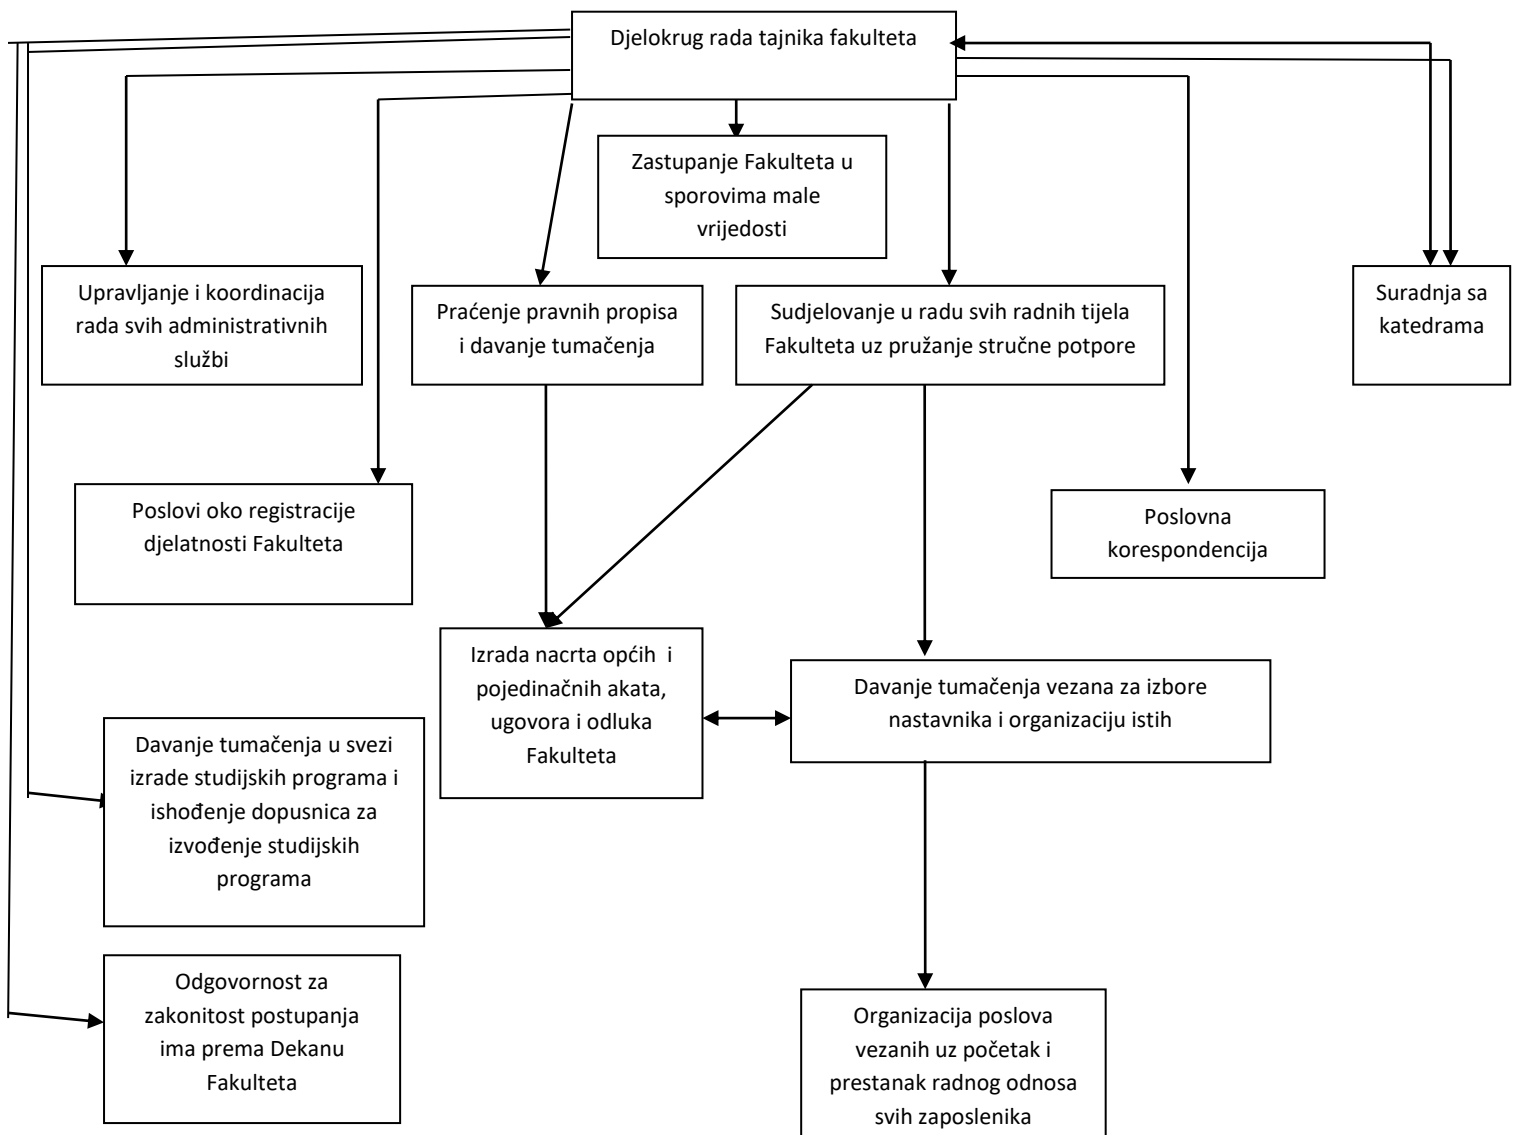 Djelokrug rada tajnika fakulteta
Zastupanje Fakulteta u
sporovima male
vrijedosti
Upravljanje i koordinacija
rada svih administrativnih
službi
Praćenje pravnih propisa
i davanje tumačenja
Sudjelovanje u radu svih radnih tijela
Fakulteta uz pružanje stručne potpore
Suradnja sa
katedrama
Poslovi oko registracije
djelatnosti Fakulteta
Poslovna
korespondencija
Izrada nacrta općih i
pojedinačnih akata,
ugovora i odluka
Fakulteta
Davanje tumačenja vezana za izbore
nastavnika i organizaciju istih
Davanje tumačenja u svezi
izrade studijskih programa i
ishođenje dopusnica za
izvođenje studijskih
programa
Odgovornost za
zakonitost postupanja
ima prema Dekanu
Fakulteta
Organizacija poslova
vezanih uz početak i
prestanak radnog odnosa
svih zaposlenika